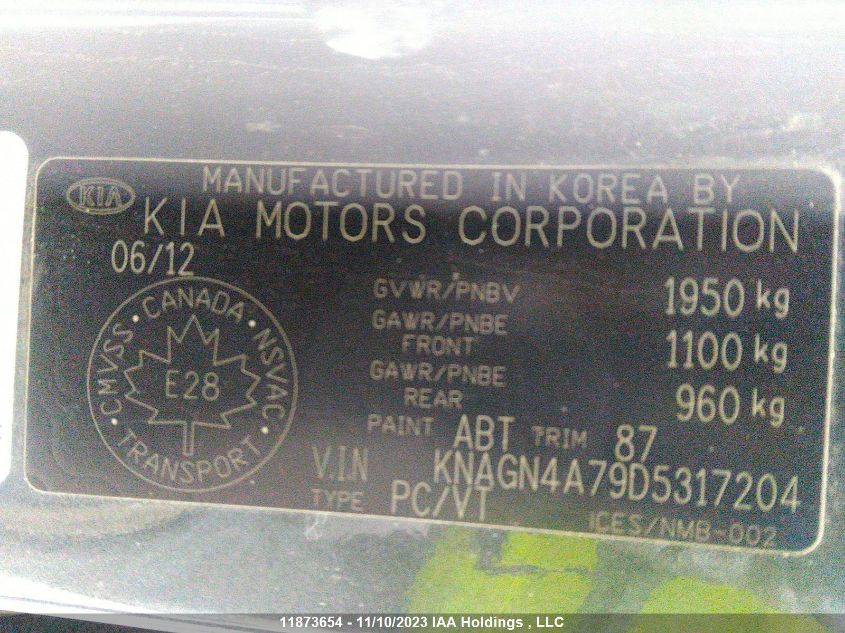 KIA
MANUFACTURED IN KOREA BY
KIA MOTORS CORPORATION
06/12
GVWR/PNBV 1950 kg
GAWR/PNBE
FRONT 1100 kg
GAWR/PNBE
REAR 960 kg
CMVSS • CANADA • NSVAC • TRANSPORT •
E28
PAINT ABT TRIM 87
V.I.N KNAGN4A79D5317204
TYPE PC/VT
ICES/NMB-002
11873654 - 11/10/2023 IAA Holdings , LLC